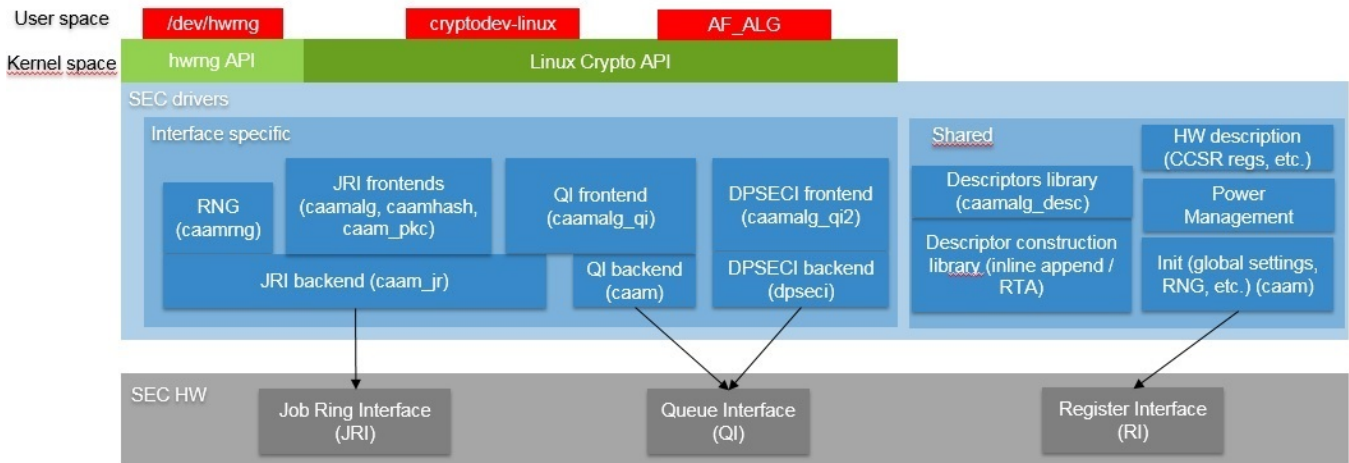 User space
/dev/hwrng
cryptodev-linux
AF_ALG
Kernel space
hwrng API
Linux Crypto API
SEC drivers
Interface specific
RNG
(caamrng)
JRI frontends
(caamalg, caamhash,
caam_pkc)
QI frontend
(caamalg_qi)
DPSECI frontend
(caamalg_qi2)
JRI backend (caam_jr)
QI backend
(caam)
DPSECI backend
(dpseci)
Shared
Descriptors library
(caamalg_desc)
Descriptor construction
library (inline append /
RTA)
HW description
(CCSR regs, etc.)
Power
Management
Init (global settings,
RNG, etc.) (caam)
SEC HW
Job Ring Interface
(JRI)
Queue Interface
(QI)
Register Interface
(RI)